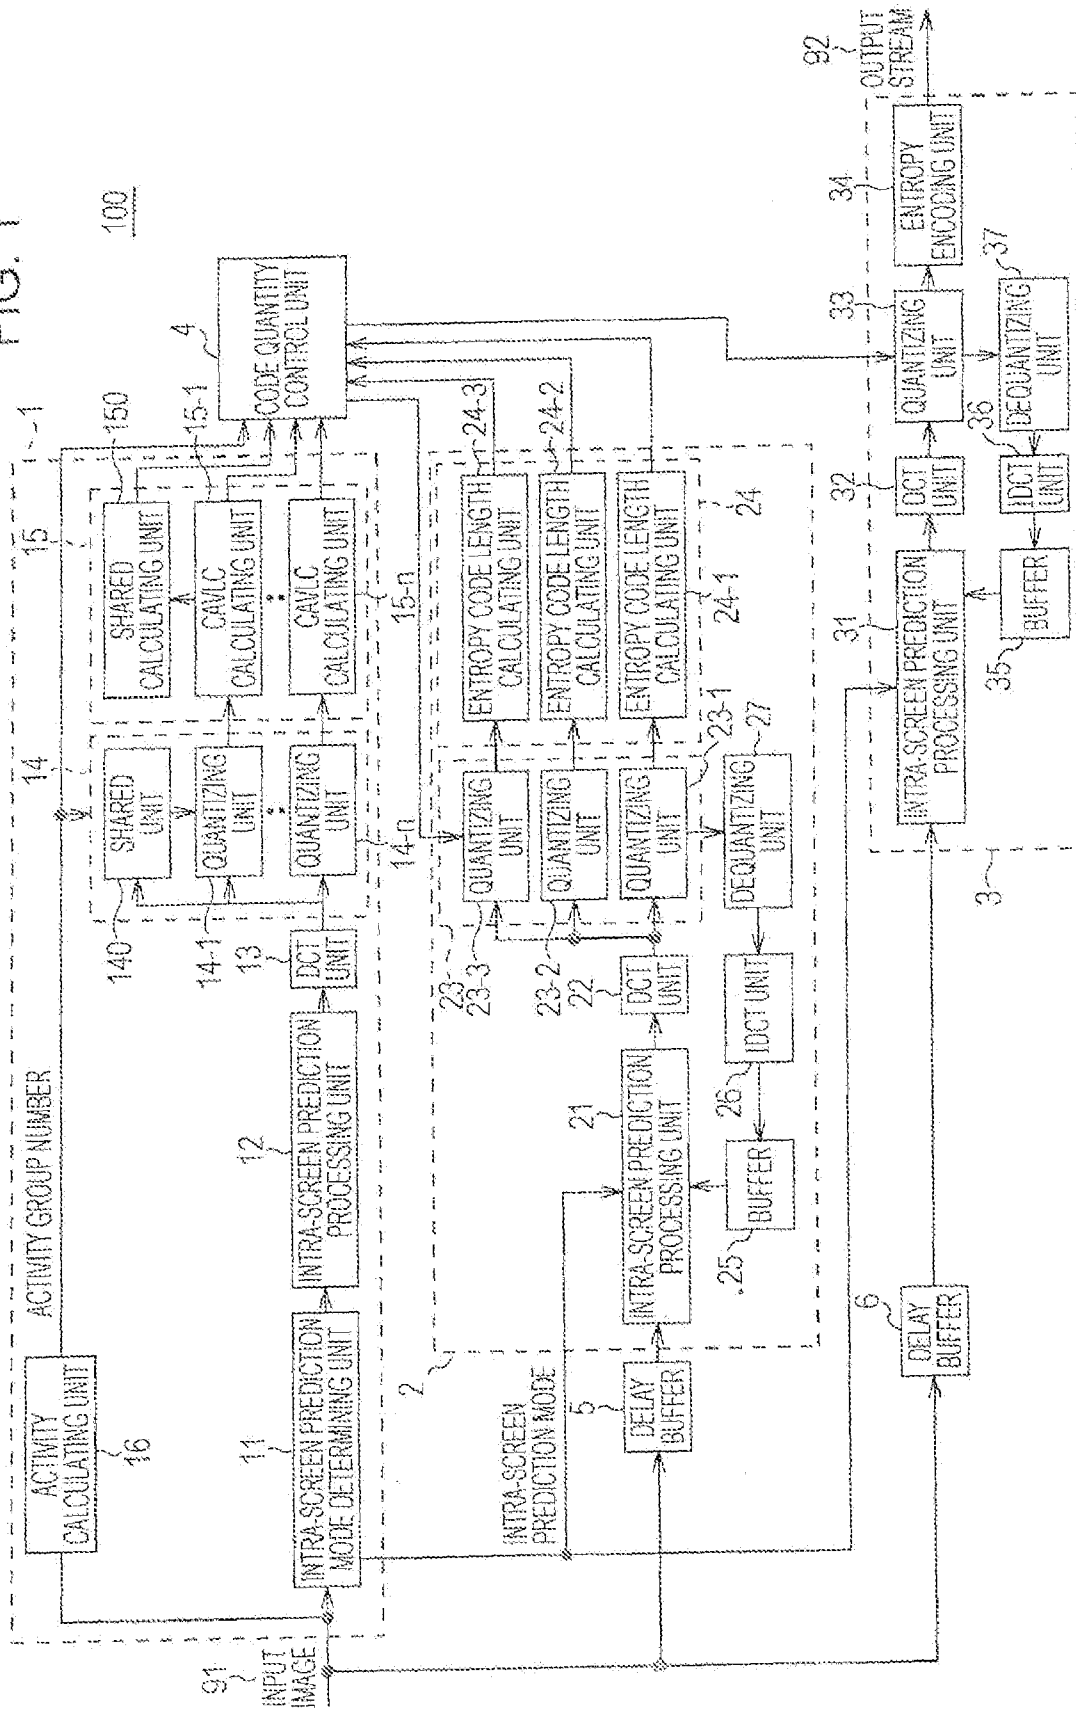 FIG. 1
100
91
INPUT
IMAGE
ACTIVITY
CALCULATING UNIT
16
ACTIVITY GROUP NUMBER
11
INTRA-SCREEN PREDICTION
MODE DETERMINING UNIT
12
INTRA-SCREEN PREDICTION
PROCESSING UNIT
13
DCT
UNIT
14
140
SHARED
UNIT
14-1
QUANTIZING
UNIT
14-n
QUANTIZING
UNIT
15
150
SHARED
CALCULATING UNIT
15-1
CAVLC
CALCULATING UNIT
15-n
CAVLC
CALCULATING UNIT
1
4
CODE QUANTITY
CONTROL UNIT
INTRA-SCREEN
PREDICTION MODE
2
5
DELAY
BUFFER
21
INTRA-SCREEN PREDICTION
PROCESSING UNIT
22
DCT
UNIT
23
23-3
QUANTIZING
UNIT
23-2
QUANTIZING
UNIT
23-1
QUANTIZING
UNIT
24-3
ENTROPY CODE LENGTH
CALCULATING UNIT
24-2
ENTROPY CODE LENGTH
CALCULATING UNIT
24-1
ENTROPY CODE LENGTH
CALCULATING UNIT
24
25
BUFFER
26
IDCT UNIT
27
DEQUANTIZING
UNIT
6
DELAY
BUFFER
3
31
INTRA-SCREEN PREDICTION
PROCESSING UNIT
32
DCT
UNIT
33
QUANTIZING
UNIT
34
ENTROPY
ENCODING UNIT
35
BUFFER
36
IDCT
UNIT
37
DEQUANTIZING
UNIT
92
OUTPUT
STREAM